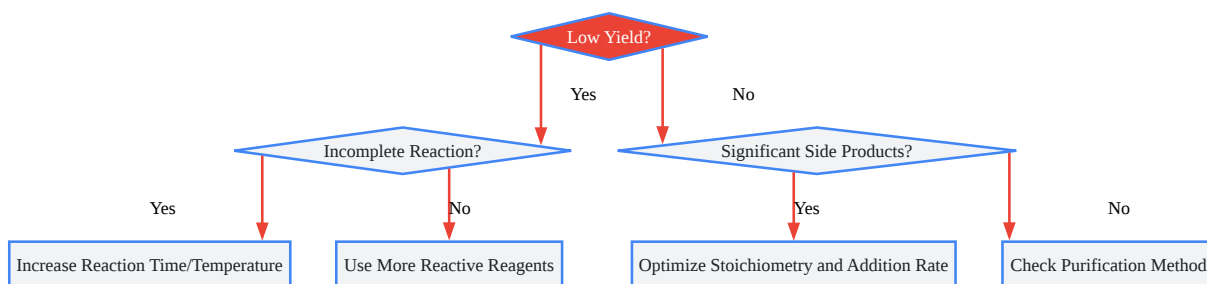 Low Yield?
Yes
No
Incomplete Reaction?
Significant Side Products?
Yes
No
Yes
No
Increase Reaction Time/Temperature
Use More Reactive Reagents
Optimize Stoichiometry and Addition Rate
Check Purification Method